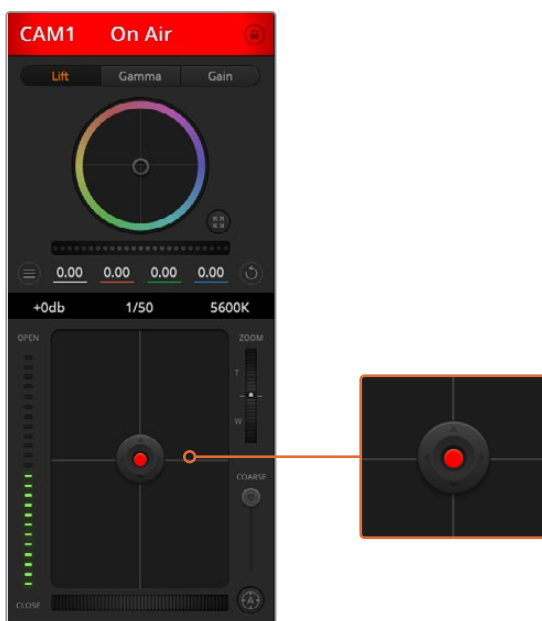 CAM1 On Air
Lift Gamma Gain
0.00 0.00 0.00 0.00
+0db 1/50 5600K
OPEN ZOOM
T
W
COARSE
CLOSE
A